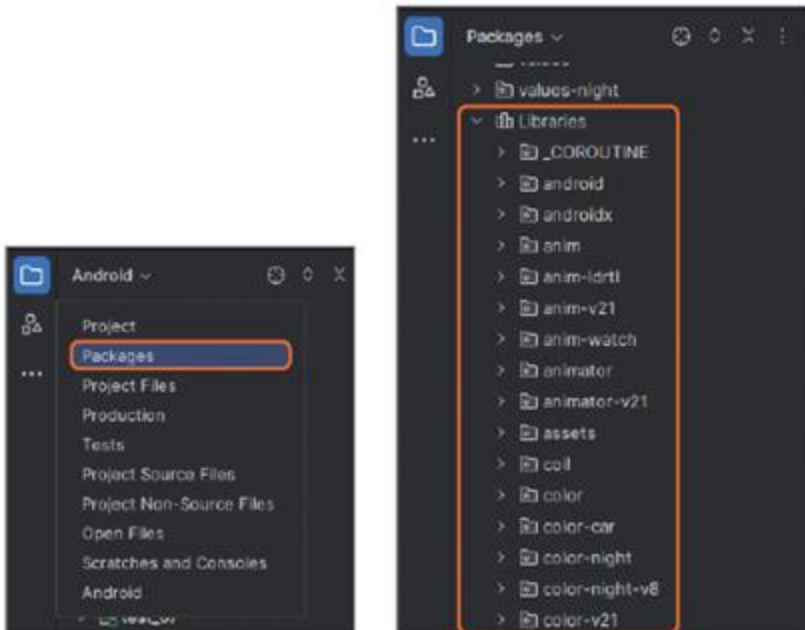 Android
Project
Packages
Project Files
Production
Tests
Project Source Files
Project Non-Source Files
Open Files
Scratches and Consoles
Android
Packages
values-night
Libraries
_COROUTINE
android
androidx
anim
anim-ldrtl
anim-v21
anim-watch
animator
animator-v21
assets
coil
color
color-car
color-night
color-night-v8
color-v21